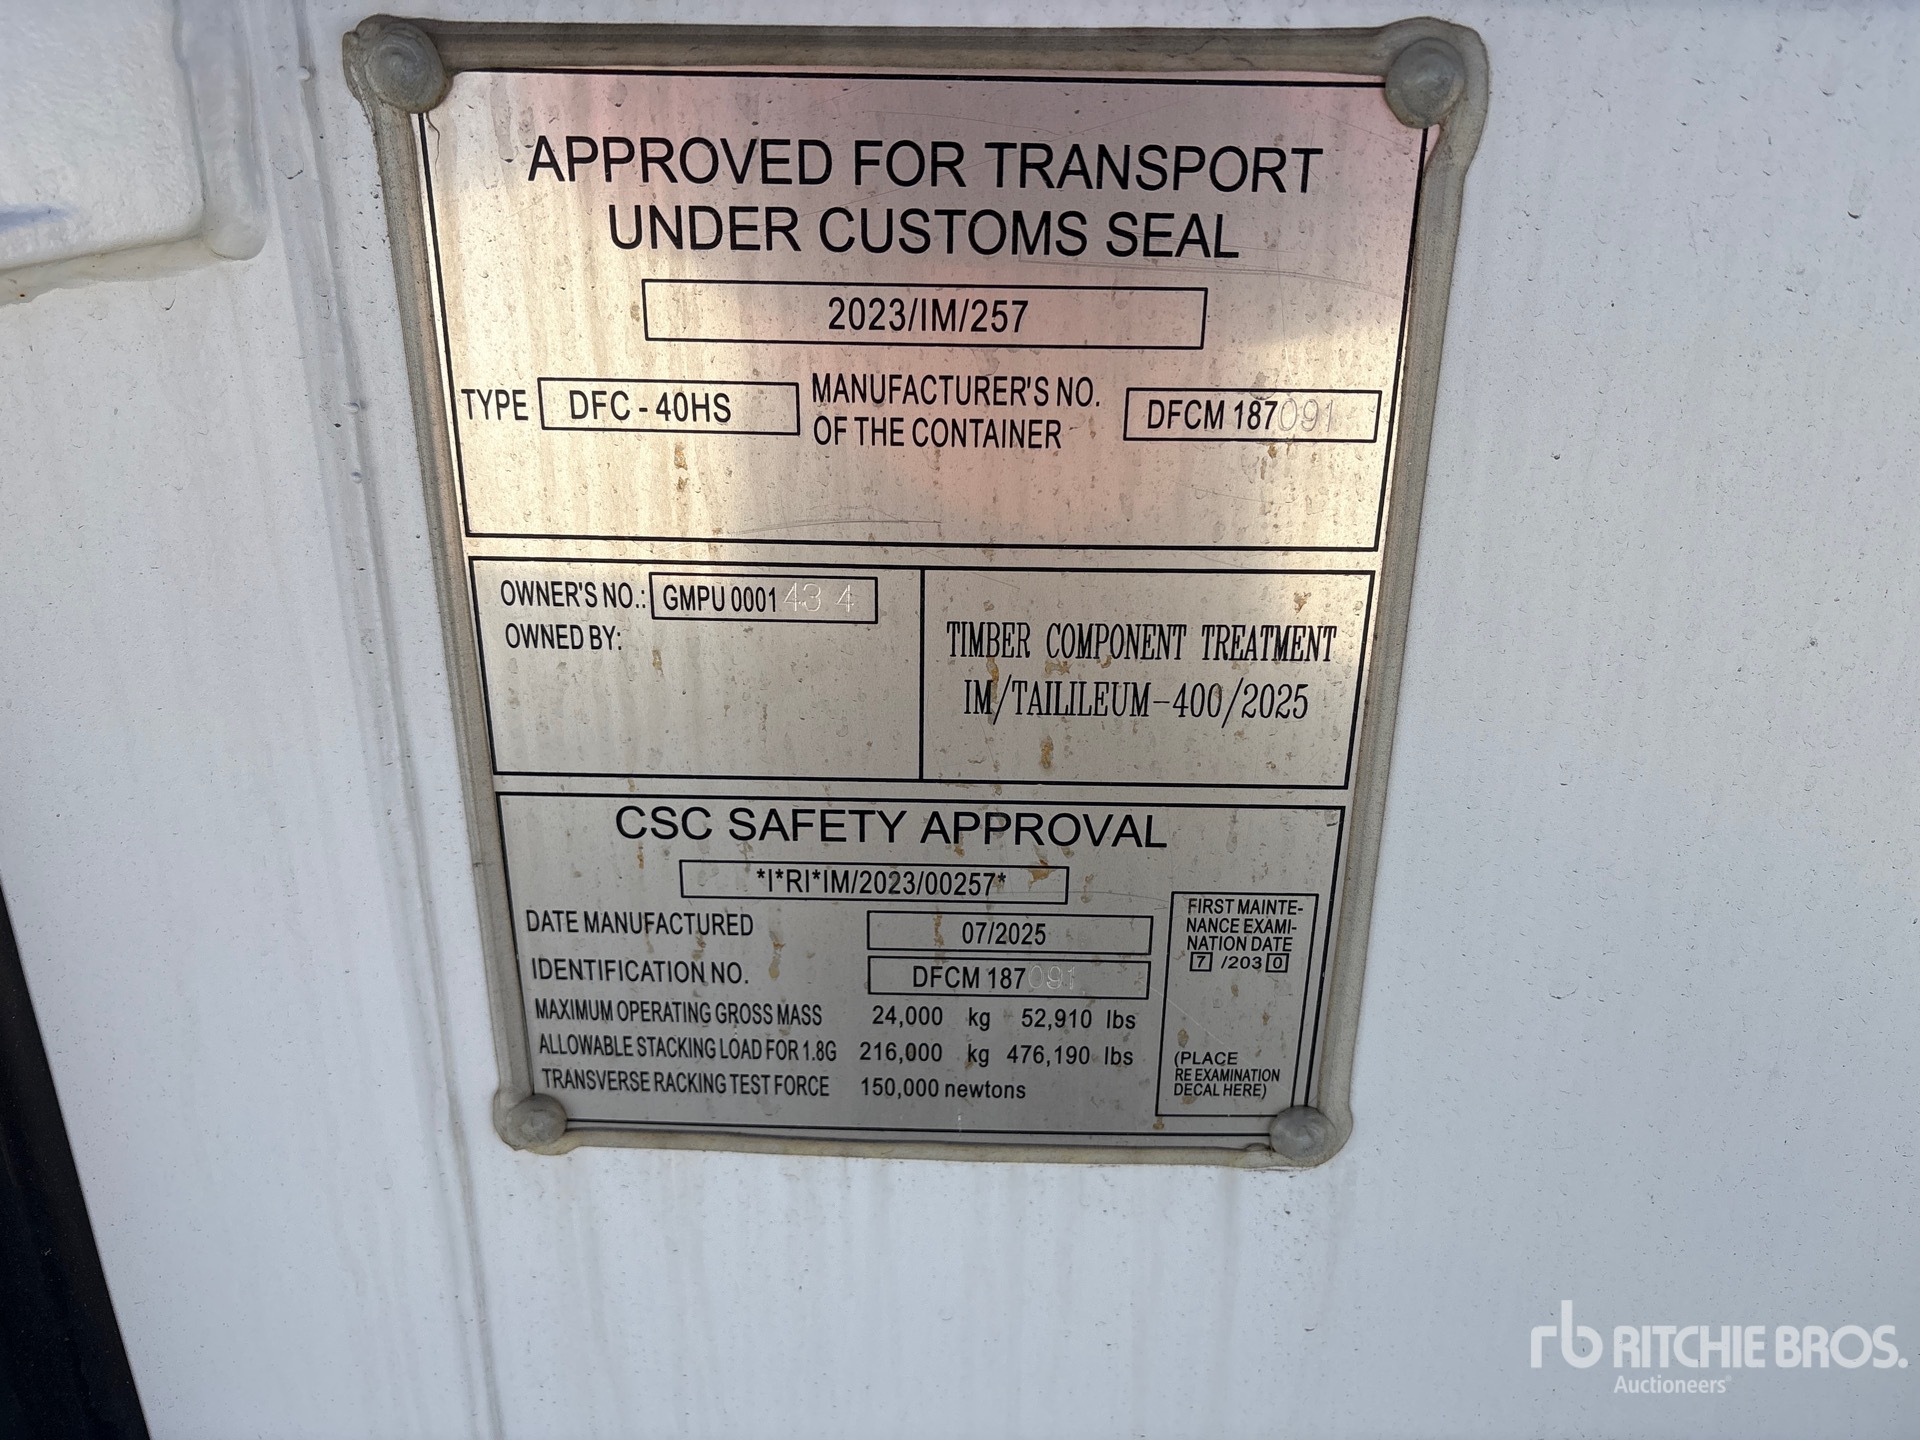 APPROVED FOR TRANSPORT
UNDER CUSTOMS SEAL
2023/IM/257
TYPE DFC - 40HS MANUFACTURER'S NO.
OF THE CONTAINER DFCM 187091
OWNER'S NO.: GMPU 0001 43 4
OWNED BY:
TIMBER COMPONENT TREATMENT
IM/TAILILEUM-400/2025
CSC SAFETY APPROVAL
*I*RI*IM/2023/00257*
DATE MANUFACTURED 07/2025
IDENTIFICATION NO. DFCM 187091
MAXIMUM OPERATING GROSS MASS 24,000 kg 52,910 lbs
ALLOWABLE STACKING LOAD FOR 1.8G 216,000 kg 476,190 lbs
TRANSVERSE RACKING TEST FORCE 150,000 newtons
FIRST MAINTE-
NANCE EXAMI-
NATION DATE
7 /203 0
(PLACE
RE EXAMINATION
DECAL HERE)
rb RITCHIE BROS.
Auctioneers